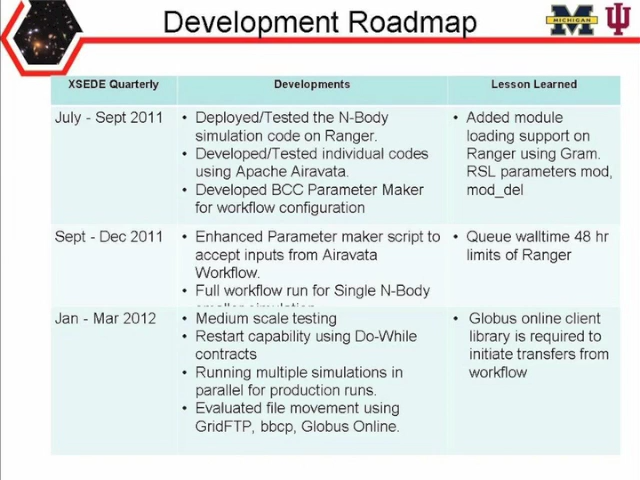 Development Roadmap
MICHIGAN
XSEDE Quarterly
Developments
Lesson Learned
July - Sept 2011
• Deployed/Tested the N-Body
simulation code on Ranger.
• Developed/Tested individual codes
using Apache Airavata.
• Developed BCC Parameter Maker
for workflow configuration
• Added module
loading support on
Ranger using Gram.
RSL parameters mod,
mod_del
Sept - Dec 2011
• Enhanced Parameter maker script to
accept inputs from Airavata
Workflow.
• Full workflow run for Single N-Body
• Queue walltime 48 hr
limits of Ranger
Jan - Mar 2012
• Medium scale testing
• Restart capability using Do-While
contracts
• Running multiple simulations in
parallel for production runs.
• Evaluated file movement using
GridFTP, bbcp, Globus Online.
• Globus online client
library is required to
initiate transfers from
workflow